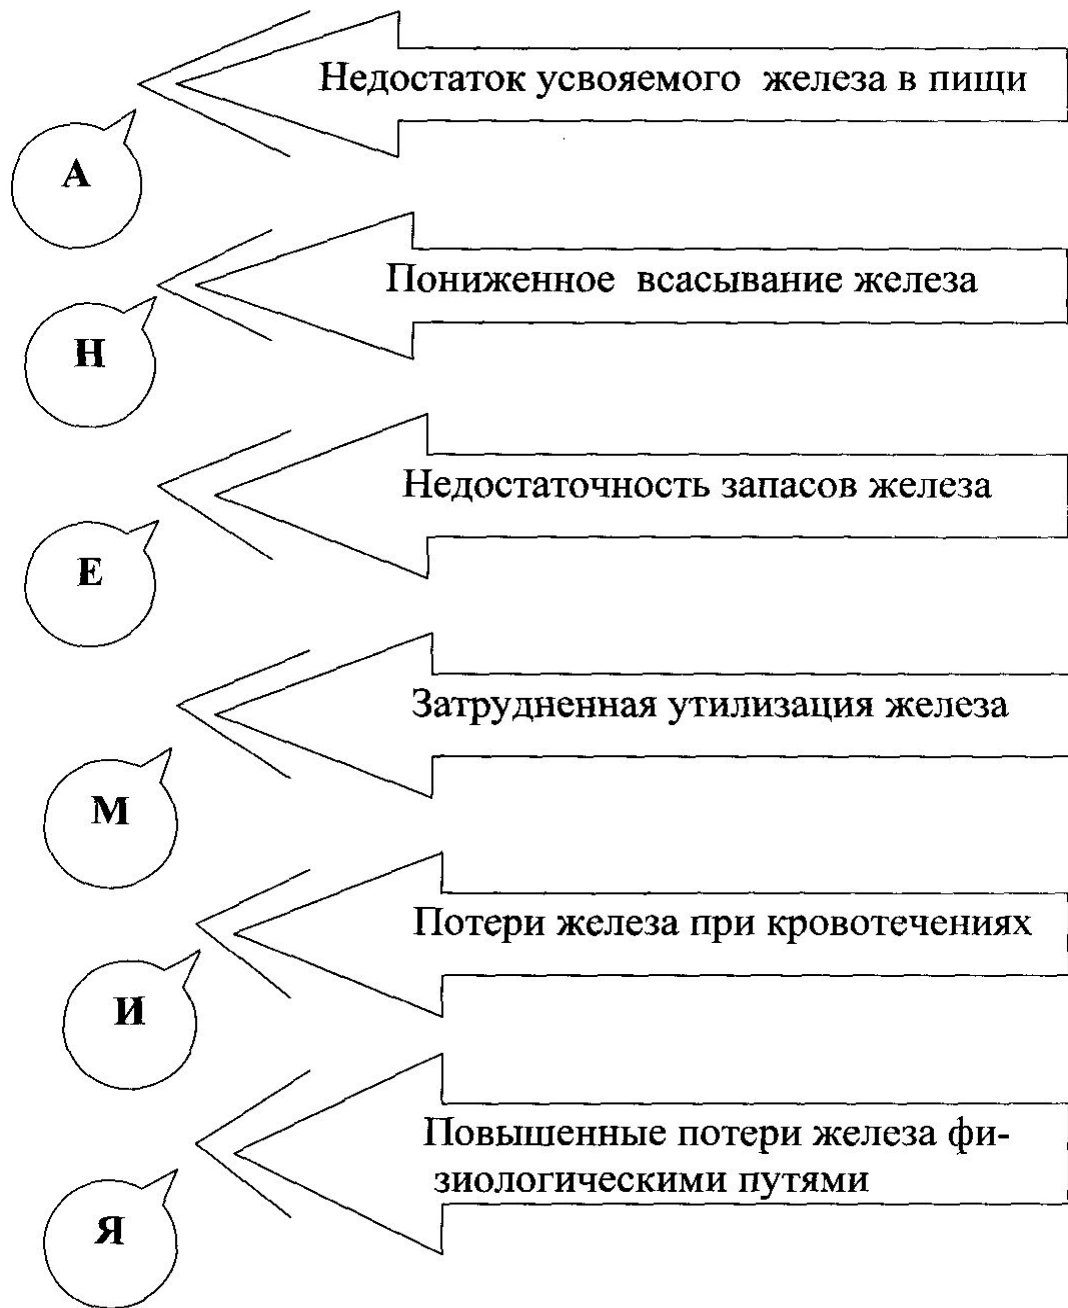 Недостаток усвояемого железа в пищи
А
Пониженное всасывание железа
Н
Недостаточность запасов железа
Е
Затрудненная утилизация железа
М
Потери железа при кровотечениях
И
Повышенные потери железа фи-
зиологическими путями
Я